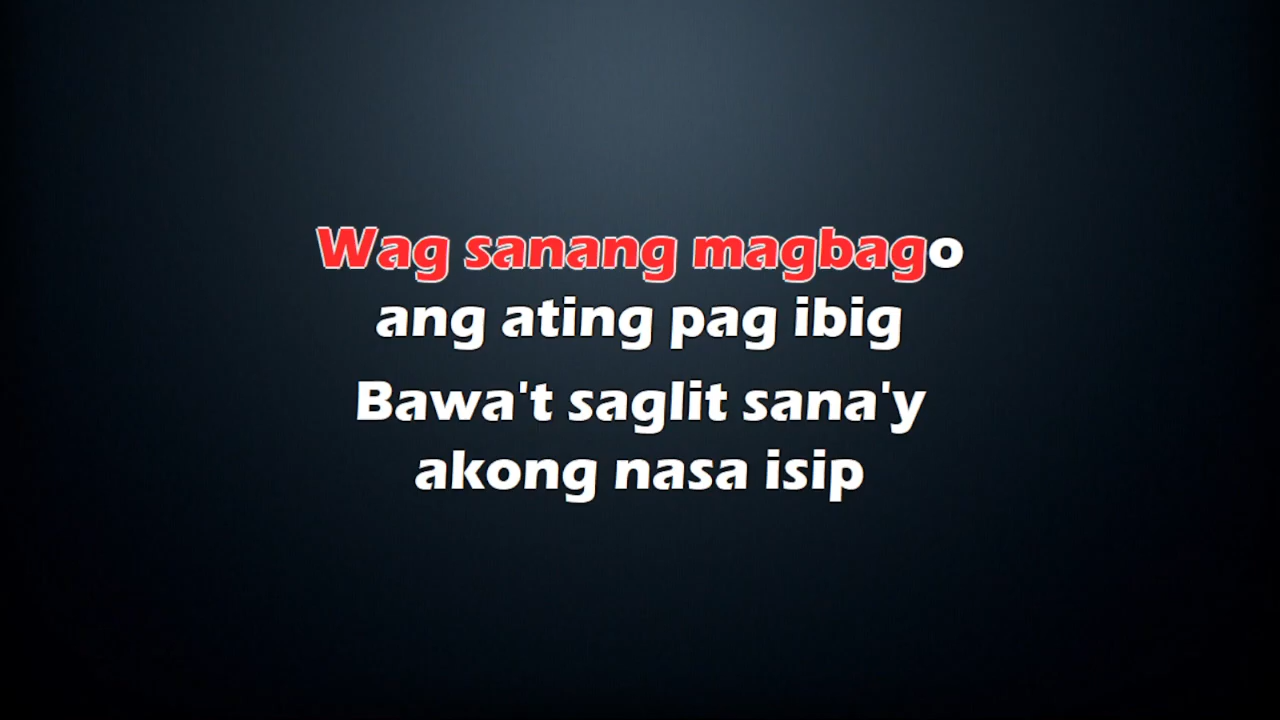 Wag sanang magbago
ang ating pag ibig
Bawa't saglit sana'y
akong nasa isip